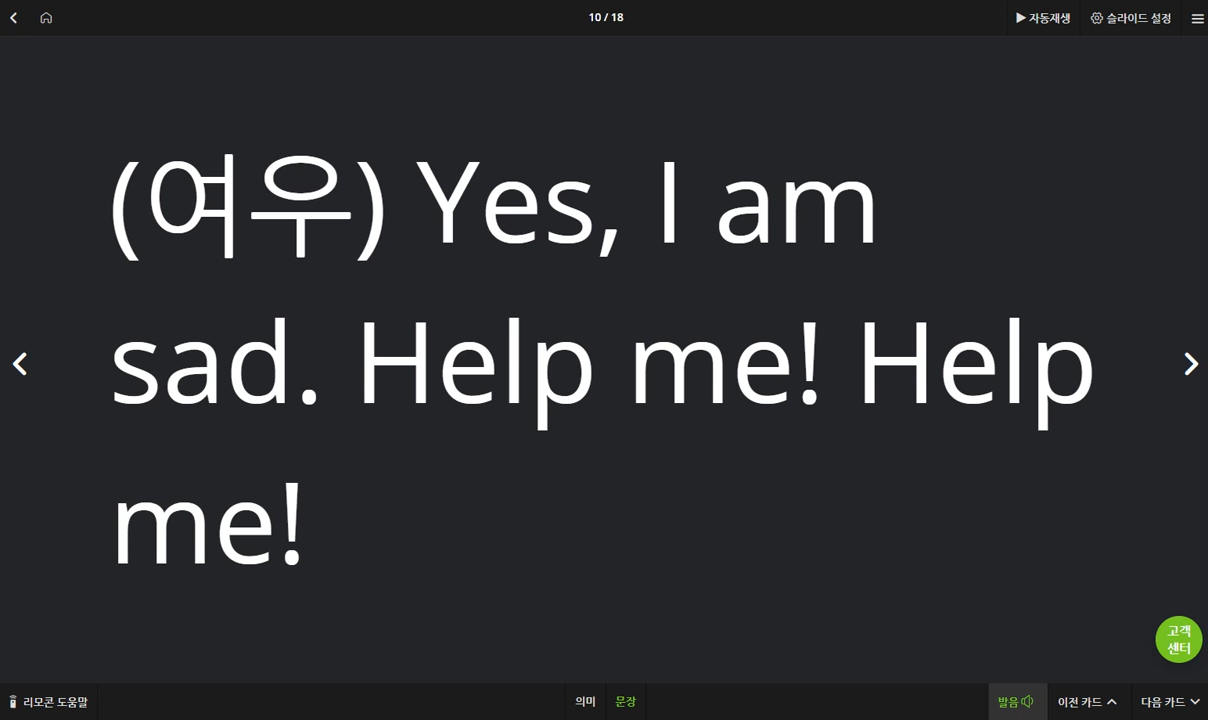 10 / 18
자동재생
슬라이드 설정
(여우) Yes, I am
sad. Help me! Help
me!
고객
센터
리모콘 도움말
의미
문장
발음
이전 카드
다음 카드